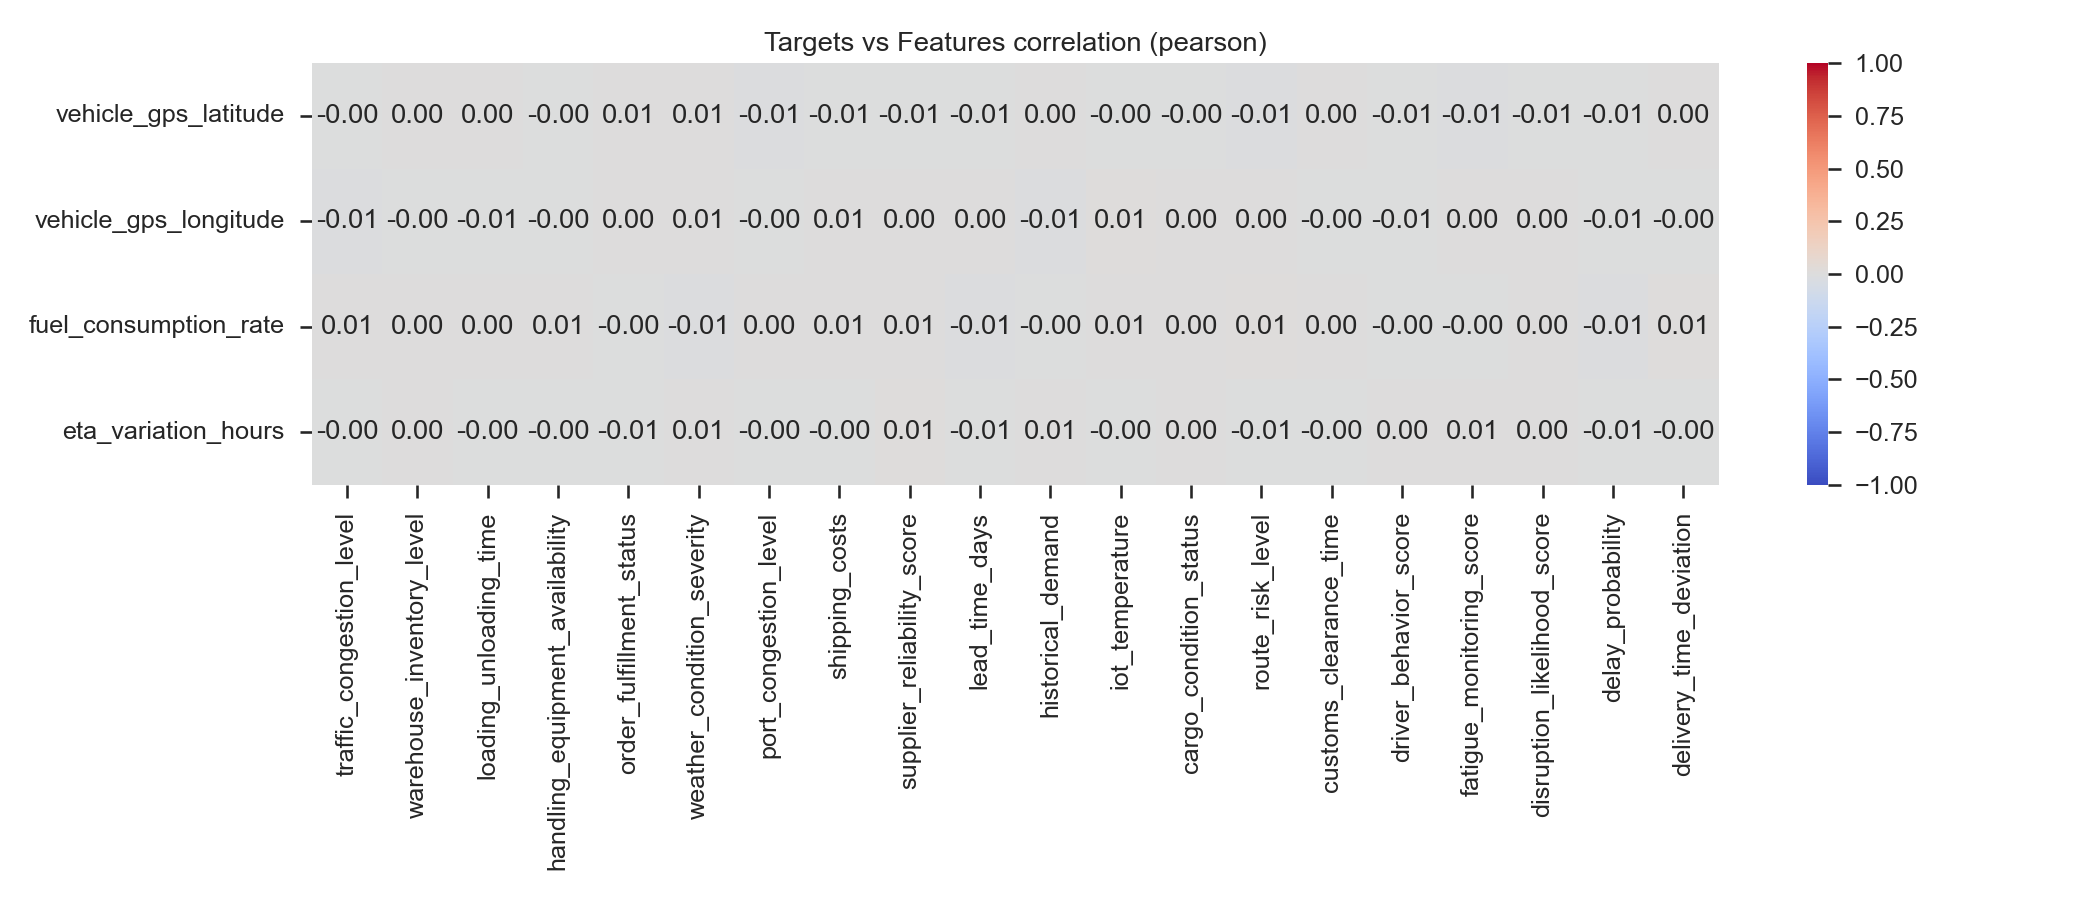 Targets vs Features correlation (pearson)
vehicle_gps_latitude -0.00 0.00 0.00 -0.00 0.01 0.01 -0.01 -0.01 -0.01 -0.01 0.00 -0.00 -0.00 -0.01 0.00 -0.01 -0.01 -0.01 -0.01 0.00
vehicle_gps_longitude -0.01 -0.00 -0.01 -0.00 0.00 0.01 -0.00 0.01 0.00 0.00 -0.01 0.01 0.00 0.00 -0.00 -0.01 0.00 0.00 -0.01 -0.00
fuel_consumption_rate 0.01 0.00 0.00 0.01 -0.00 -0.01 0.00 0.01 0.01 -0.01 -0.00 0.01 0.00 0.01 0.00 -0.00 -0.00 0.00 -0.01 0.01
eta_variation_hours -0.00 0.00 -0.00 -0.00 -0.01 0.01 -0.00 -0.00 0.01 -0.01 0.01 -0.00 0.00 -0.01 -0.00 0.00 0.01 0.00 -0.01 -0.00
traffic_congestion_level
warehouse_inventory_level
loading_unloading_time
handling_equipment_availability
order_fulfillment_status
weather_condition_severity
port_congestion_level
shipping_costs
supplier_reliability_score
lead_time_days
historical_demand
iot_temperature
cargo_condition_status
route_risk_level
customs_clearance_time
driver_behavior_score
fatigue_monitoring_score
disruption_likelihood_score
delay_probability
delivery_time_deviation
1.00
0.75
0.50
0.25
0.00
−0.25
−0.50
−0.75
−1.00